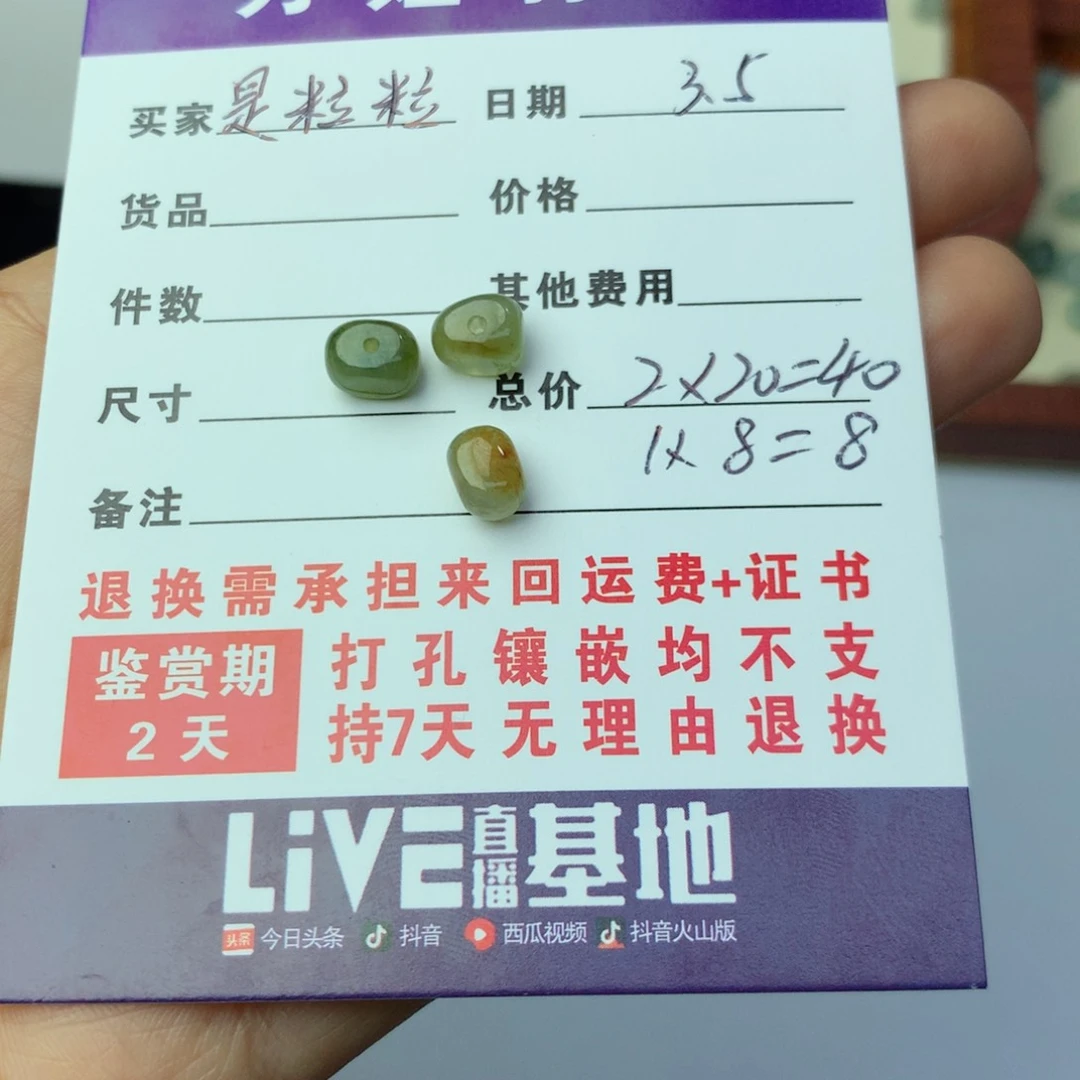 买家 是粒粒 日期 3.5
货品 价格
件数 其他费用
尺寸 总价 2×20=40
1×8=8
备注
退换需承担来回运费+证书
鉴赏期 打孔镶嵌均不支
2天 持7天无理由退换
LiVE直播基地
头条 今日头条 抖音 西瓜视频 抖音火山版